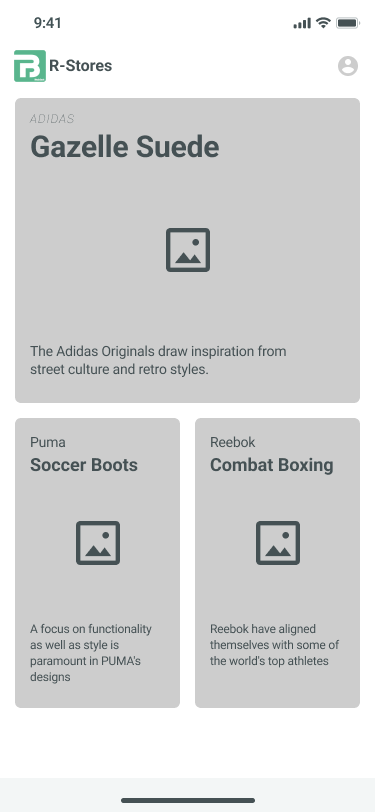 9:41
R-Stores
ADIDAS
Gazelle Suede
The Adidas Originals draw inspiration from
street culture and retro styles.
Puma
Soccer Boots
A focus on functionality
as well as style is
paramount in PUMA's
designs
Reebok
Combat Boxing
Reebok have aligned
themselves with some of
the world's top athletes